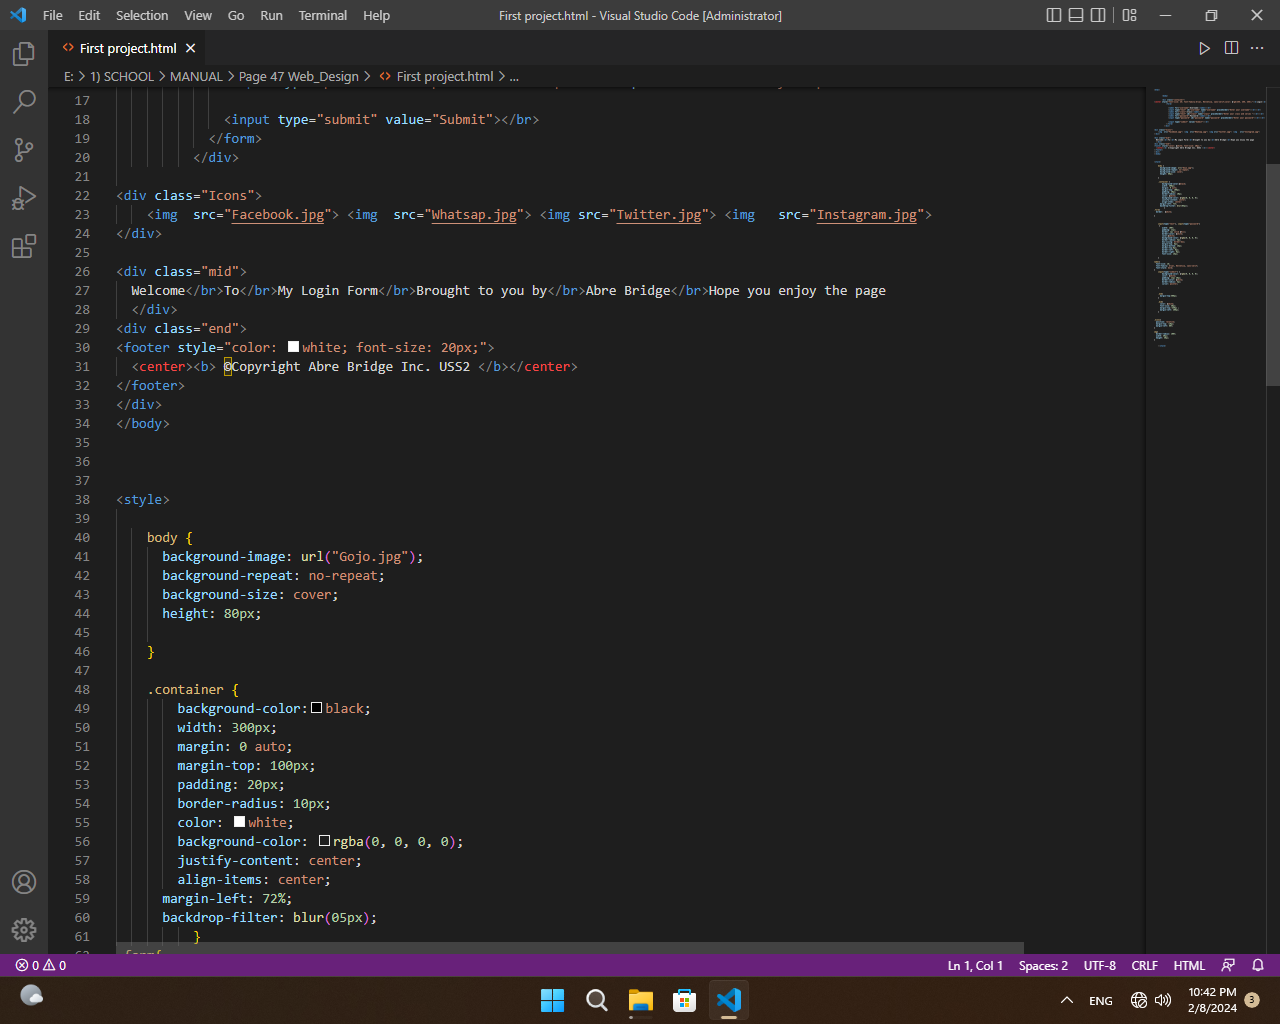 File Edit Selection View Go Run Terminal Help First project.html - Visual Studio Code [Administrator]
<> First project.html ×
E: > 1) SCHOOL > MANUAL > Page 47 Web_Design > <> First project.html > ...
17
18 <input type="submit" value="Submit"></br>
19 </form>
20 </div>
21
22 <div class="Icons">
23 <img  src="Facebook.jpg"> <img  src="Whatsap.jpg"> <img src="Twitter.jpg"> <img   src="Instagram.jpg">
24 </div>
25
26 <div class="mid">
27 Welcome</br>To</br>My Login Form</br>Brought to you by</br>Abre Bridge</br>Hope you enjoy the page
28 </div>
29 <div class="end">
30 <footer style="color: white; font-size: 20px;">
31 <center><b> ©Copyright Abre Bridge Inc. USS2 </b></center>
32 </footer>
33 </div>
34 </body>
35
36
37
38 <style>
39
40 body {
41 background-image: url("Gojo.jpg");
42 background-repeat: no-repeat;
43 background-size: cover;
44 height: 80px;
45
46 }
47
48 .container {
49 background-color: black;
50 width: 300px;
51 margin: 0 auto;
52 margin-top: 100px;
53 padding: 20px;
54 border-radius: 10px;
55 color: white;
56 background-color: rgba(0, 0, 0, 0);
57 justify-content: center;
58 align-items: center;
59 margin-left: 72%;
60 backdrop-filter: blur(05px);
61 }
0 0 Ln 1, Col 1 Spaces: 2 UTF-8 CRLF HTML
ENG 10:42 PM 3
2/8/2024